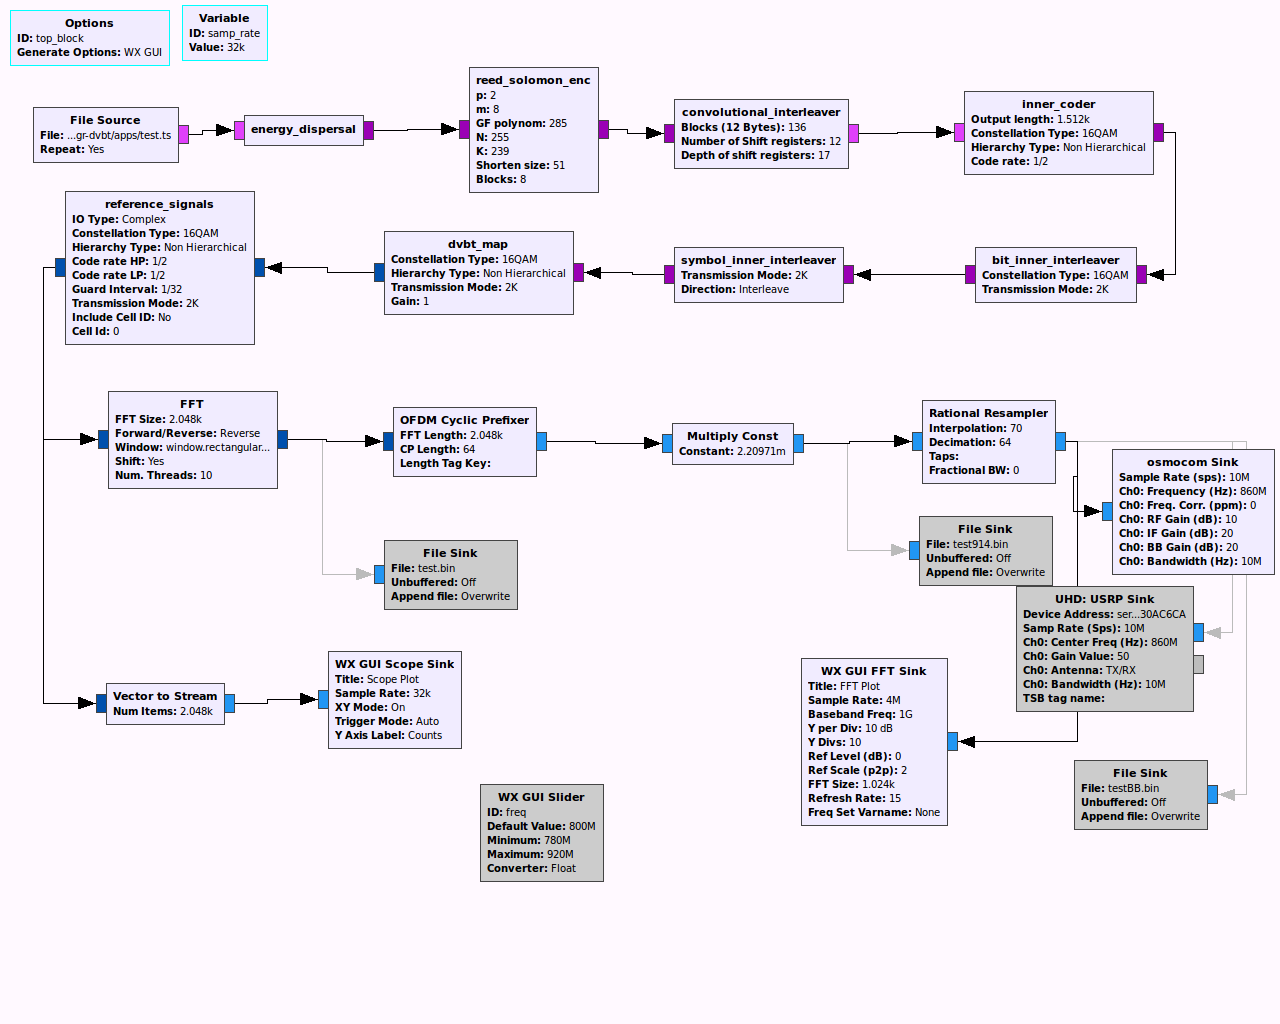 Options
ID: top_block
Generate Options: WX GUI
Variable
ID: samp_rate
Value: 32k
File Source
File: ...gr-dvbt/apps/test.ts
Repeat: Yes
energy_dispersal
reed_solomon_enc
p: 2
m: 8
GF polynom: 285
N: 255
K: 239
Shorten size: 51
Blocks: 8
convolutional_interleaver
Blocks (12 Bytes): 136
Number of Shift registers: 12
Depth of shift registers: 17
inner_coder
Output length: 1.512k
Constellation Type: 16QAM
Hierarchy Type: Non Hierarchical
Code rate: 1/2
reference_signals
IO Type: Complex
Constellation Type: 16QAM
Hierarchy Type: Non Hierarchical
Code rate HP: 1/2
Code rate LP: 1/2
Guard Interval: 1/32
Transmission Mode: 2K
Include Cell ID: No
Cell Id: 0
dvbt_map
Constellation Type: 16QAM
Hierarchy Type: Non Hierarchical
Transmission Mode: 2K
Gain: 1
symbol_inner_interleaver
Transmission Mode: 2K
Direction: Interleave
bit_inner_interleaver
Constellation Type: 16QAM
Transmission Mode: 2K
FFT
FFT Size: 2.048k
Forward/Reverse: Reverse
Window: window.rectangular...
Shift: Yes
Num. Threads: 10
OFDM Cyclic Prefixer
FFT Length: 2.048k
CP Length: 64
Length Tag Key:
Multiply Const
Constant: 2.20971m
Rational Resampler
Interpolation: 70
Decimation: 64
Taps:
Fractional BW: 0
osmocom Sink
Sample Rate (sps): 10M
Ch0: Frequency (Hz): 860M
Ch0: Freq. Corr. (ppm): 0
Ch0: RF Gain (dB): 10
Ch0: IF Gain (dB): 20
Ch0: BB Gain (dB): 20
Ch0: Bandwidth (Hz): 10M
File Sink
File: test.bin
Unbuffered: Off
Append file: Overwrite
File Sink
File: test914.bin
Unbuffered: Off
Append file: Overwrite
UHD: USRP Sink
Device Address: ser...30AC6CA
Samp Rate (Sps): 10M
Ch0: Center Freq (Hz): 860M
Ch0: Gain Value: 50
Ch0: Antenna: TX/RX
Ch0: Bandwidth (Hz): 10M
TSB tag name:
Vector to Stream
Num Items: 2.048k
WX GUI Scope Sink
Title: Scope Plot
Sample Rate: 32k
XY Mode: On
Trigger Mode: Auto
Y Axis Label: Counts
WX GUI FFT Sink
Title: FFT Plot
Sample Rate: 4M
Baseband Freq: 1G
Y per Div: 10 dB
Y Divs: 10
Ref Level (dB): 0
Ref Scale (p2p): 2
FFT Size: 1.024k
Refresh Rate: 15
Freq Set Varname: None
File Sink
File: testBB.bin
Unbuffered: Off
Append file: Overwrite
WX GUI Slider
ID: freq
Default Value: 800M
Minimum: 780M
Maximum: 920M
Converter: Float